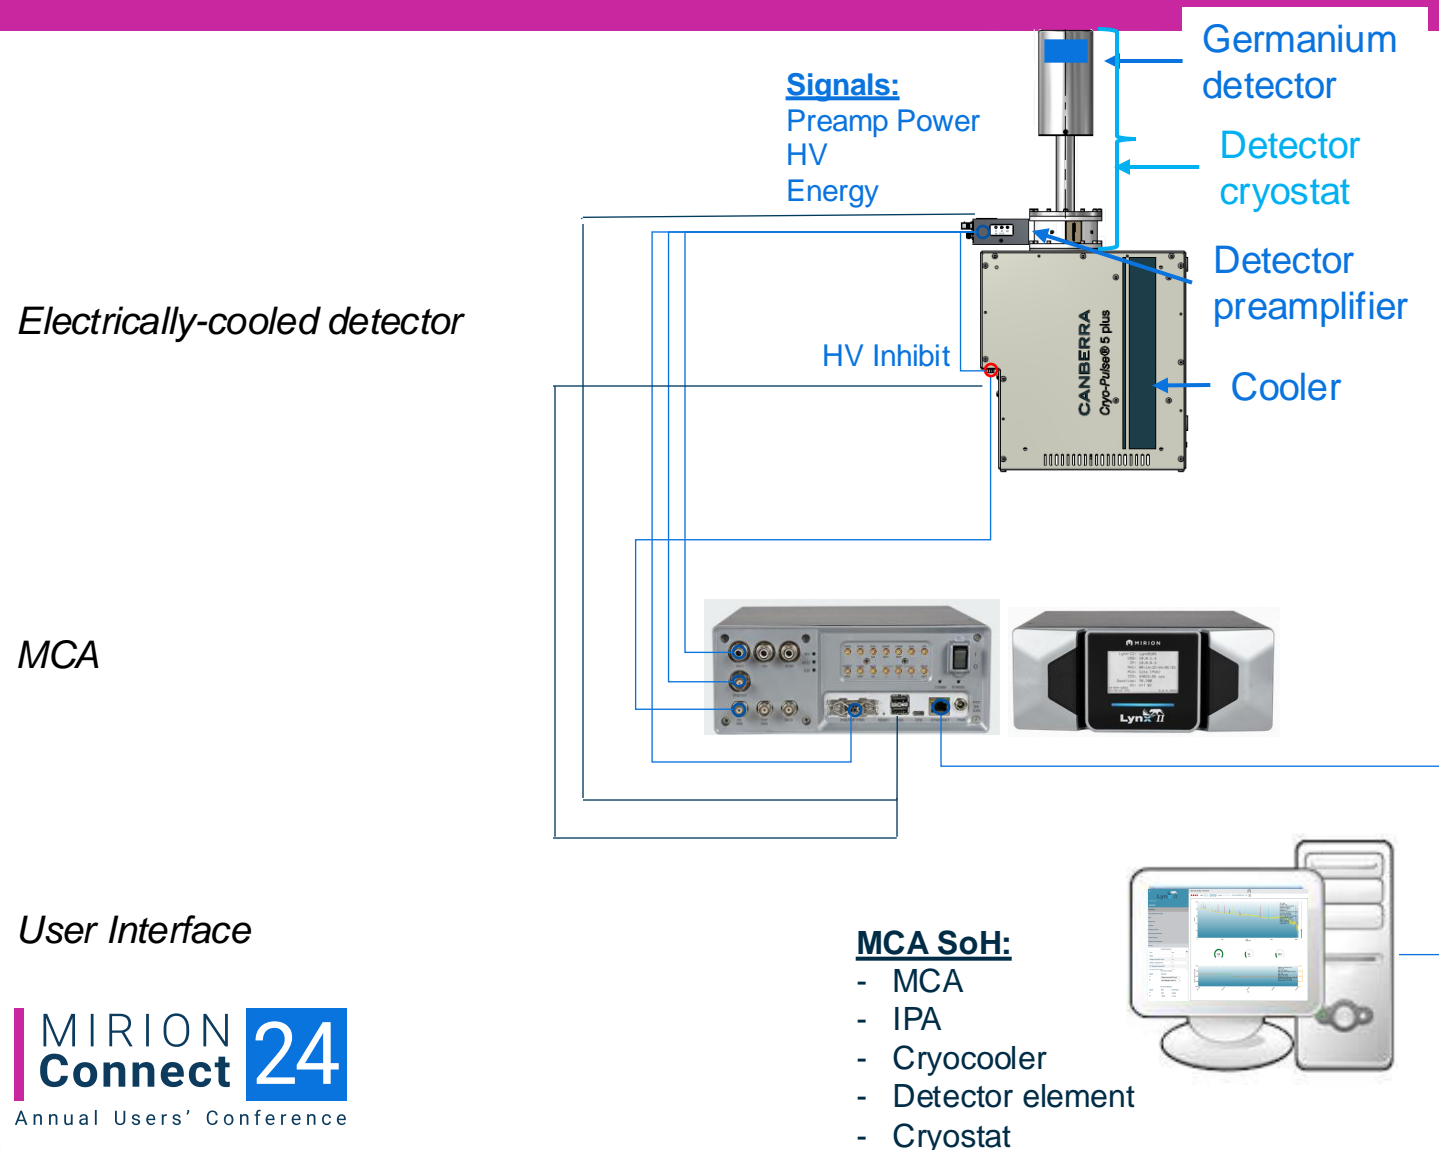 Germanium
detector
Signals:
Preamp Power
HV
Energy
Detector
cryostat
Detector
preamplifier
Electrically-cooled detector
HV Inhibit
CANBERRA
Cryo-Pulse® 5 plus
Cooler
MCA
MIRION
Lynx II
User Interface
MCA SoH:
- MCA
- IPA
- Cryocooler
- Detector element
- Cryostat
MIRION
Connect
24
Annual Users’ Conference